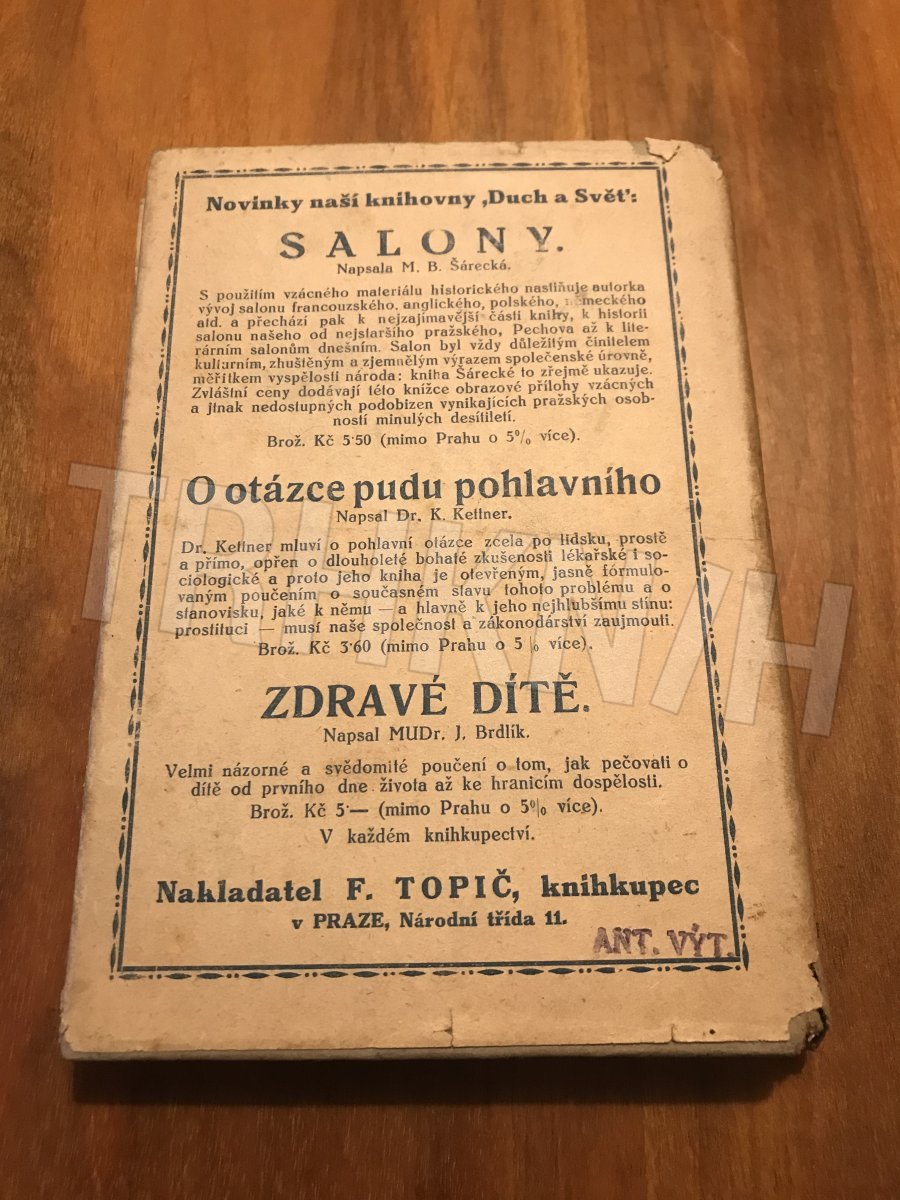 Novinky naší knihovny ‚Duch a Svět‘:
SALONY.
Napsala M. B. Šárecká.
S použitím vzácného materiálu historického nastiňuje autorka
vývoj salonu francouzského, anglického, polského, německého
atd. a přechází pak k nejzajímavější části knihy, k historii
salonu našeho od nejstaršího pražského, Pechova až k lite-
rárním salonům dnešním. Salon byl vždy důležitým činitelem
kulturním, zhuštěným a zjemnělým výrazem společenské úrovně,
měřítkem vyspělosti národa: kniha Šárecké to zřejmě ukazuje.
Zvláštní ceny dodávají této knížce obrazové přílohy vzácných
a jinak nedostupných podobizen vynikajících pražských osob-
ností minulých desítiletí.
Brož. Kč 5·50 (mimo Prahu o 5% více).
O otázce pudu pohlavního
Napsal Dr. K. Kettner.
Dr. Kettner mluví o pohlavní otázce zcela po lidsku, prostě
a přímo, opřen o dlouholeté bohaté zkušenosti lékařské i so-
ciologické a proto jeho kniha je otevřeným, jasně fórmulo-
vaným poučením o současném stavu tohoto problému a o
stanovisku, jaké k němu — a hlavně k jeho nejhlubšímu stínu:
prostituci — musí naše společnost a zákonodárství zaujmouti.
Brož. Kč 3·60 (mimo Prahu o 5% více).
ZDRAVÉ DÍTĚ.
Napsal MUDr. J. Brdlík.
Velmi názorné a svědomité poučení o tom, jak pečovati o
dítě od prvního dne života až ke hranicím dospělosti.
Brož. Kč 5·— (mimo Prahu o 5% více).
V každém knihkupectví.
Nakladatel F. TOPIČ, knihkupec
v PRAZE, Národní třída 11.
ANT. VÝT.